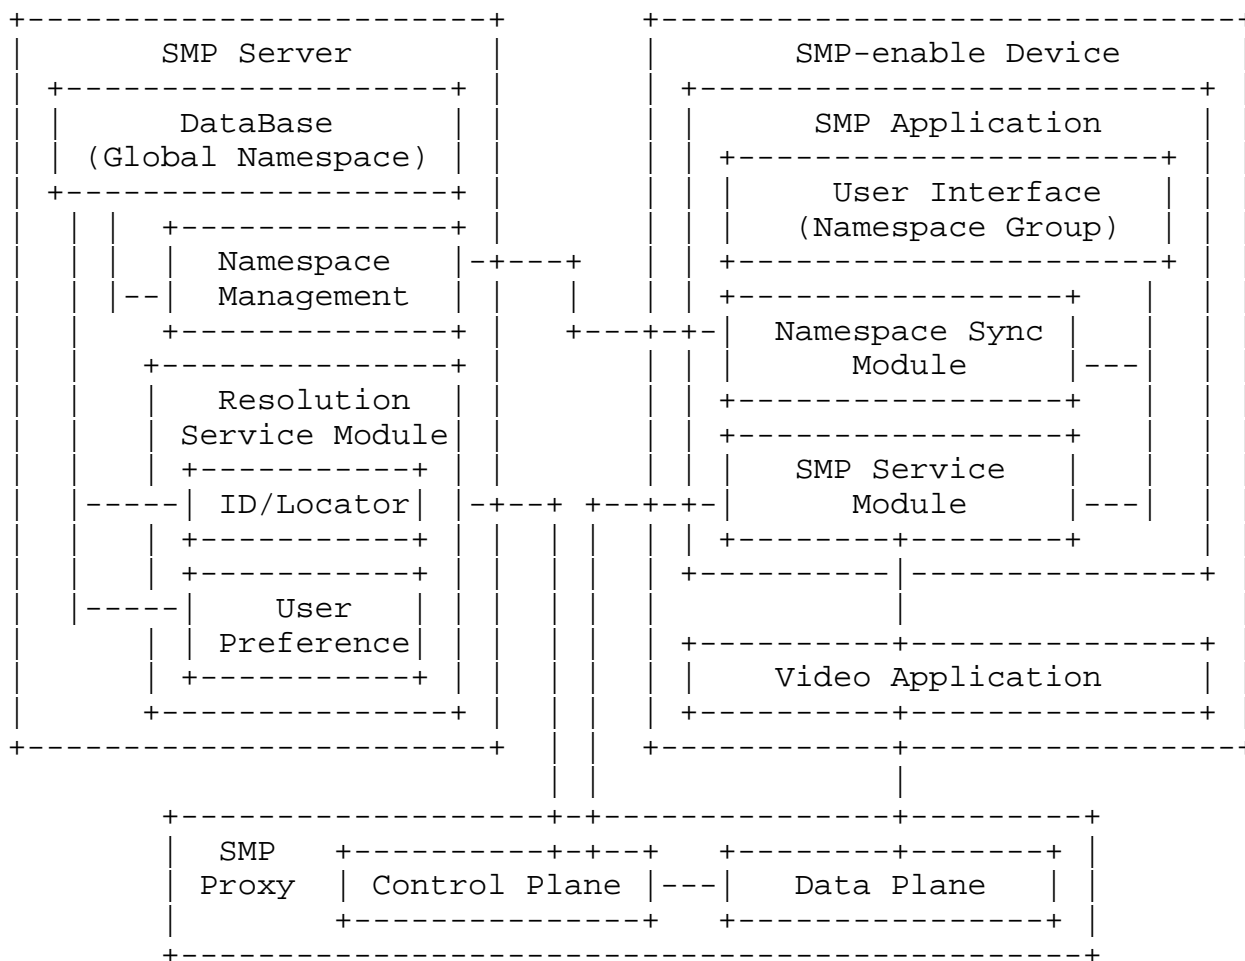 SMP Server
DataBase
(Global Namespace)
Namespace
Management
Resolution
Service Module
ID/Locator
User
Preference
SMP-enable Device
SMP Application
User Interface
(Namespace Group)
Namespace Sync
Module
SMP Service
Module
Video Application
SMP
Proxy
Control Plane
Data Plane